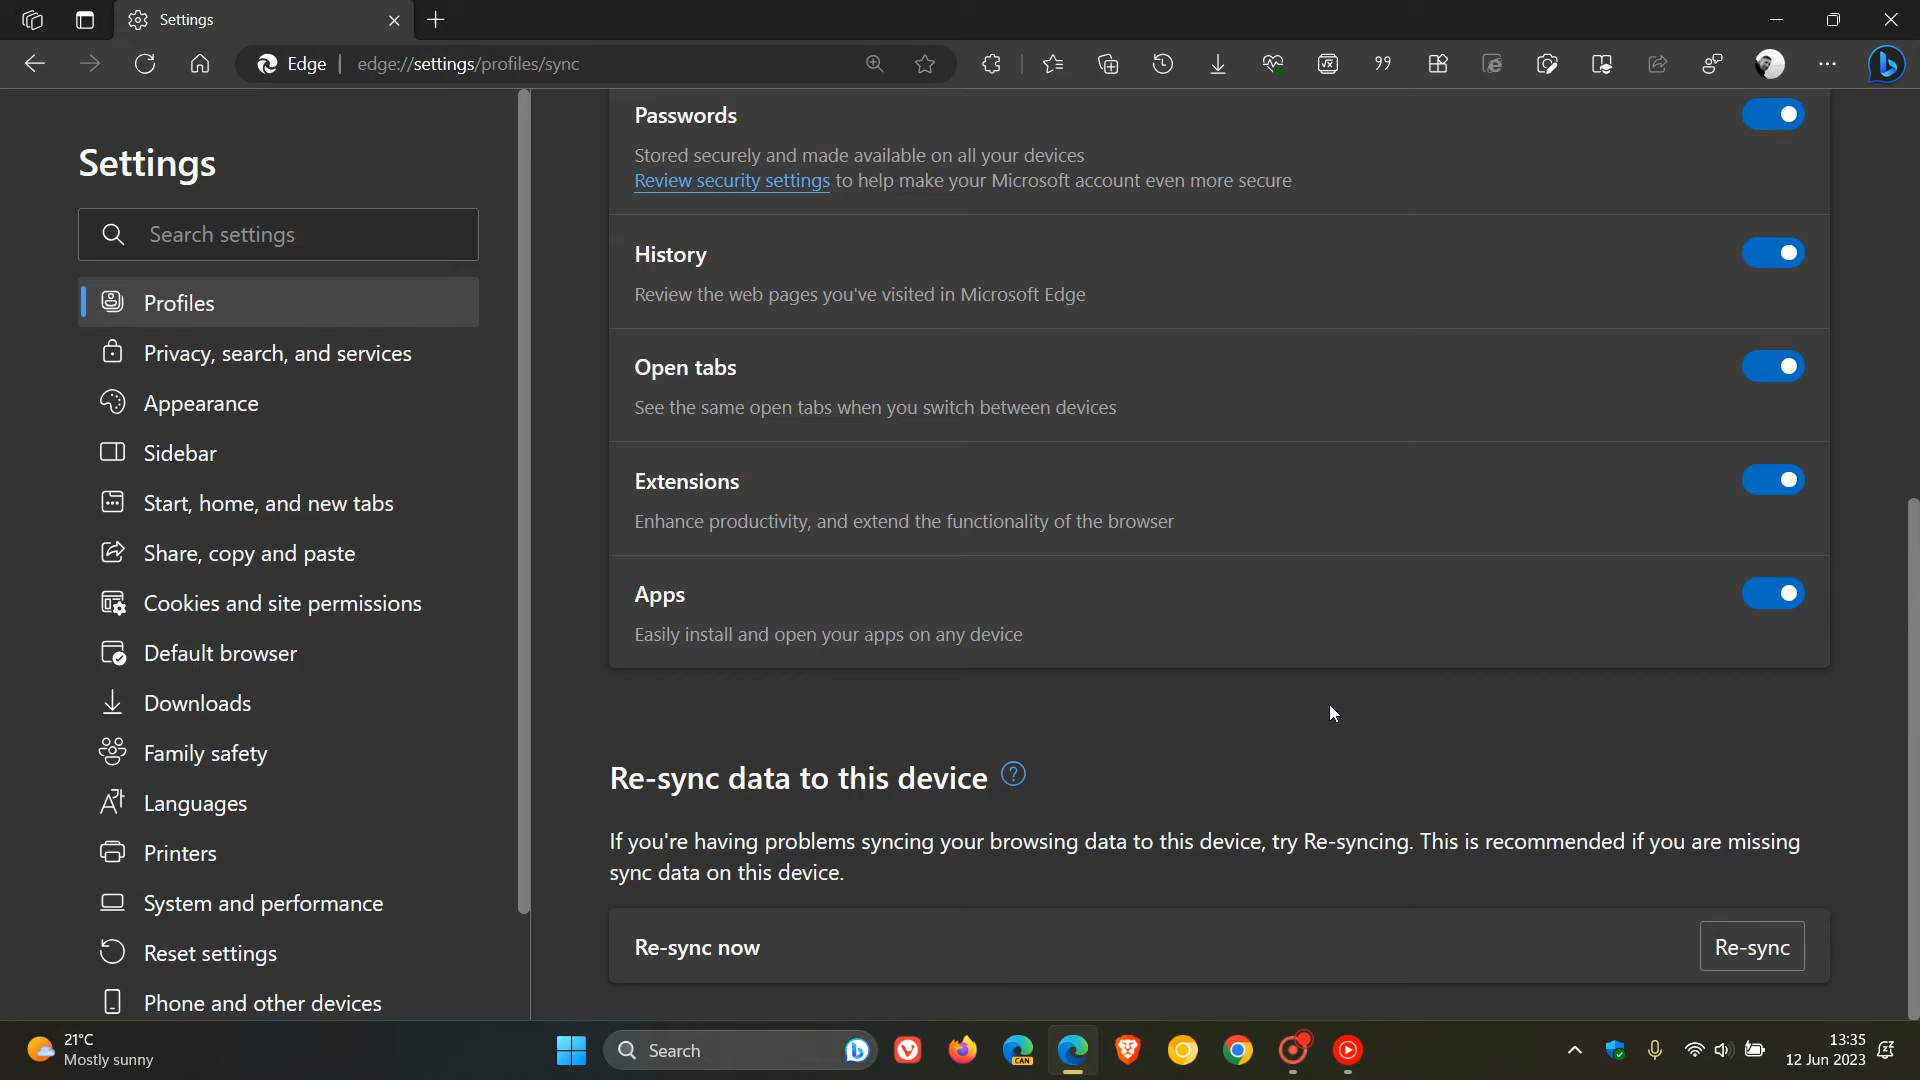 Settings
Edge
edge://settings/profiles/sync
Settings
Search settings
Profiles
Privacy, search, and services
Appearance
Sidebar
Start, home, and new tabs
Share, copy and paste
Cookies and site permissions
Default browser
Downloads
Family safety
Languages
Printers
System and performance
Reset settings
Phone and other devices
Passwords
Stored securely and made available on all your devices
Review security settings to help make your Microsoft account even more secure
History
Review the web pages you've visited in Microsoft Edge
Open tabs
See the same open tabs when you switch between devices
Extensions
Enhance productivity, and extend the functionality of the browser
Apps
Easily install and open your apps on any device
Re-sync data to this device
If you're having problems syncing your browsing data to this device, try Re-syncing. This is recommended if you are missing
sync data on this device.
Re-sync now
Re-sync
21°C
Mostly sunny
Search
CAN
13:35
12 Jun 2023